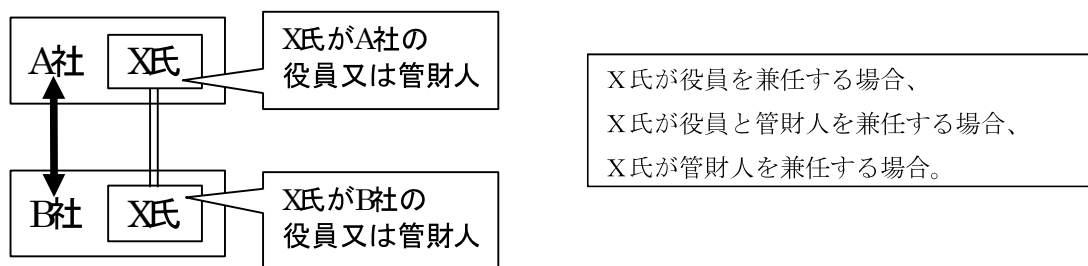 A社
X氏
X氏がA社の
役員又は管財人
B社
X氏
X氏がB社の
役員又は管財人
X氏が役員を兼任する場合、
X氏が役員と管財人を兼任する場合、
X氏が管財人を兼任する場合。